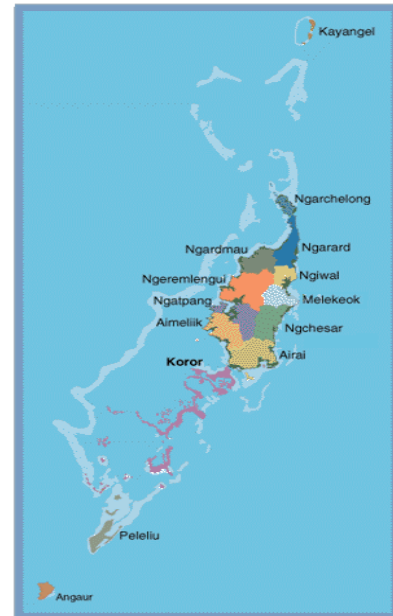 Kayangel
Ngarchelong
Ngardmau
Ngarard
Ngeremlengui
Ngiwal
Ngatpang
Melekeok
Aimeliik
Ngchesar
Koror
Airai
Peleliu
Angaur